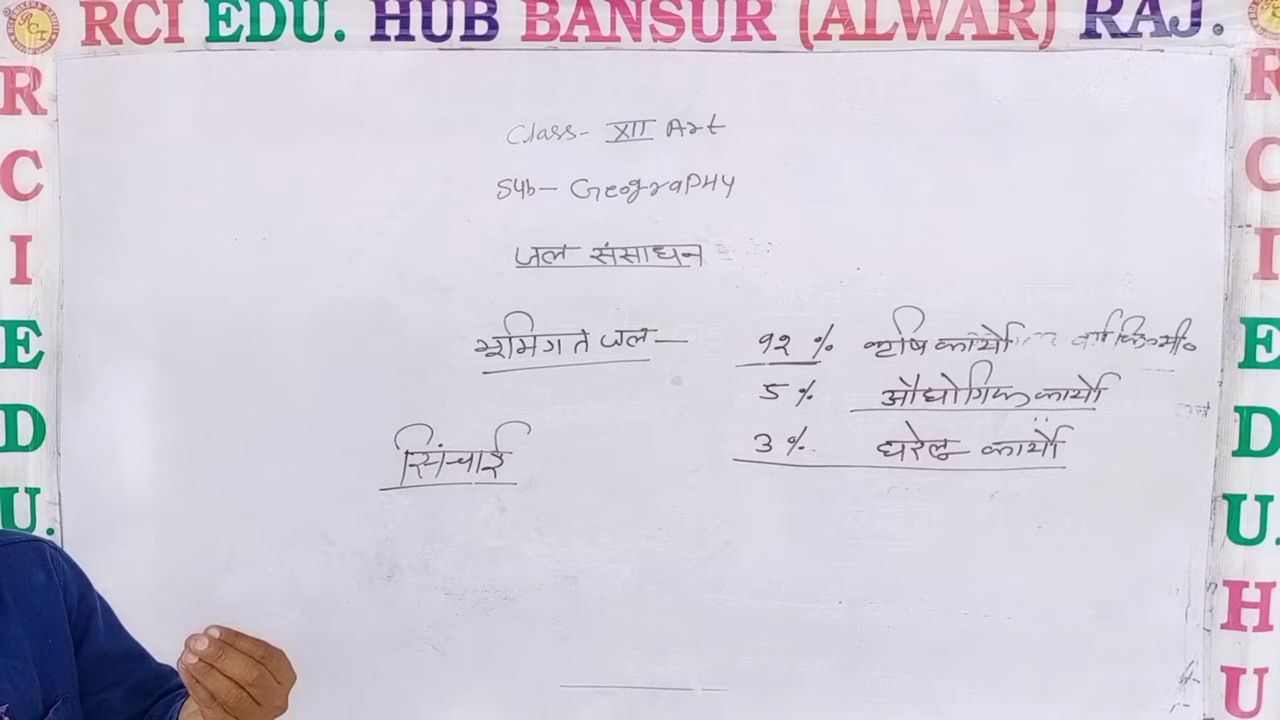 RCI EDU. HUB BANSUR (ALWAR) RAJ.
R
C
I
E
D
U.
R
C
I
E
D
U.
H
U
Class- XII Art
Sub- GeograPHy
जल संसाधन
भूमिगत जल- 92 % कृषि कार्यो
5 % औधोगिक कार्यो
सिंचाई 3 %. घरेलू कार्यो